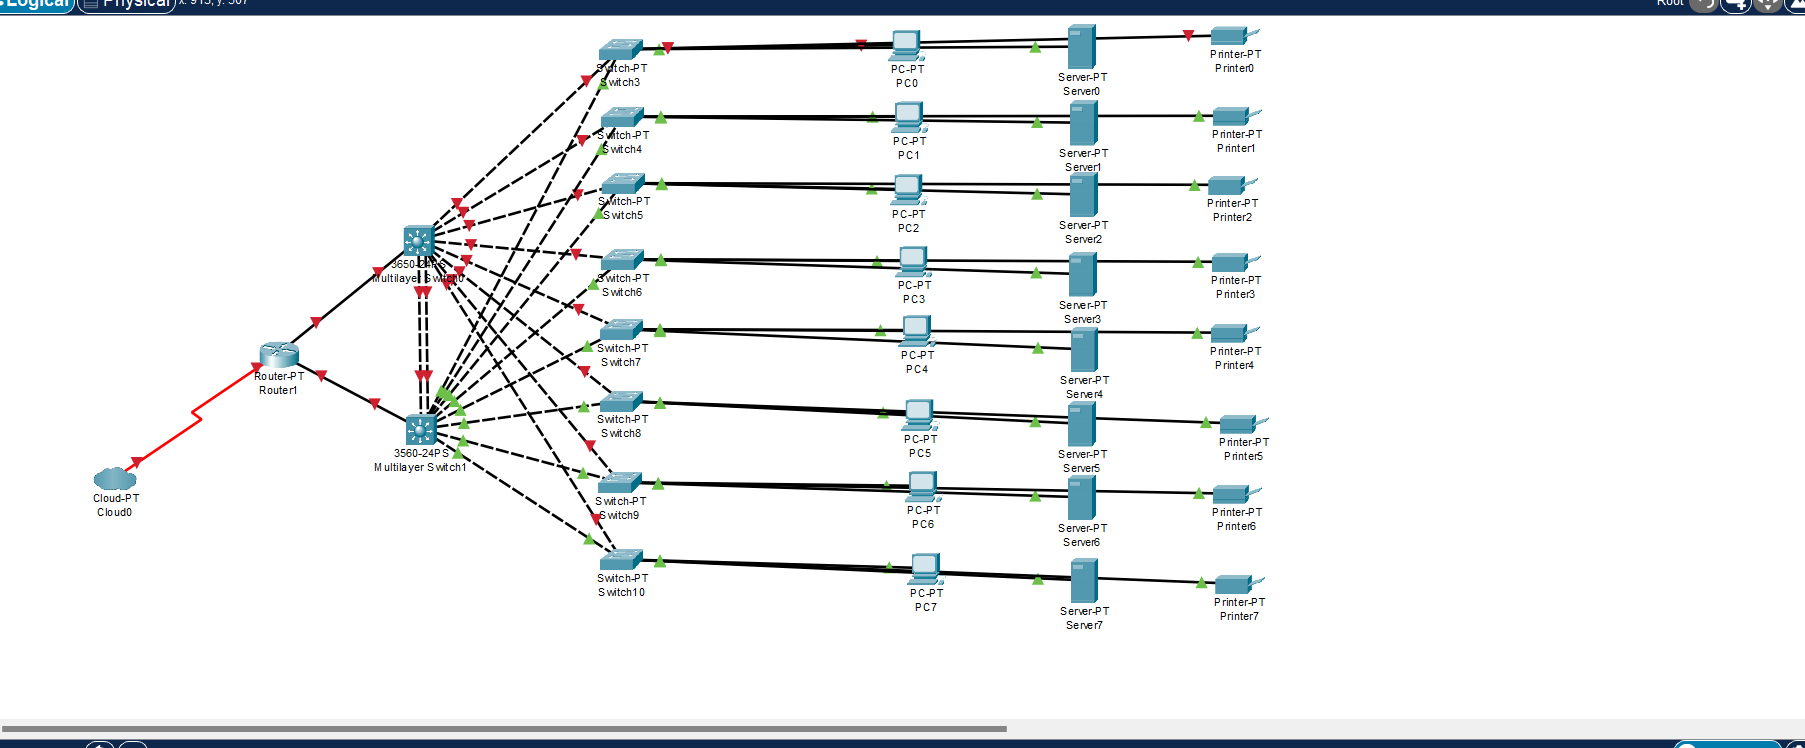 Logical Physical x: 915, y: 507 Root
Switch-PT
Switch3
PC-PT
PC0
Server-PT
Server0
Printer-PT
Printer0
Switch-PT
Switch4
PC-PT
PC1
Server-PT
Server1
Printer-PT
Printer1
Switch-PT
Switch5
PC-PT
PC2
Server-PT
Server2
Printer-PT
Printer2
3650-24PS
Multilayer Switch0
Switch-PT
Switch6
PC-PT
PC3
Server-PT
Server3
Printer-PT
Printer3
Router-PT
Router1
Switch-PT
Switch7
PC-PT
PC4
Server-PT
Server4
Printer-PT
Printer4
3560-24PS
Multilayer Switch1
Switch-PT
Switch8
PC-PT
PC5
Server-PT
Server5
Printer-PT
Printer5
Cloud-PT
Cloud0
Switch-PT
Switch9
PC-PT
PC6
Server-PT
Server6
Printer-PT
Printer6
Switch-PT
Switch10
PC-PT
PC7
Server-PT
Server7
Printer-PT
Printer7